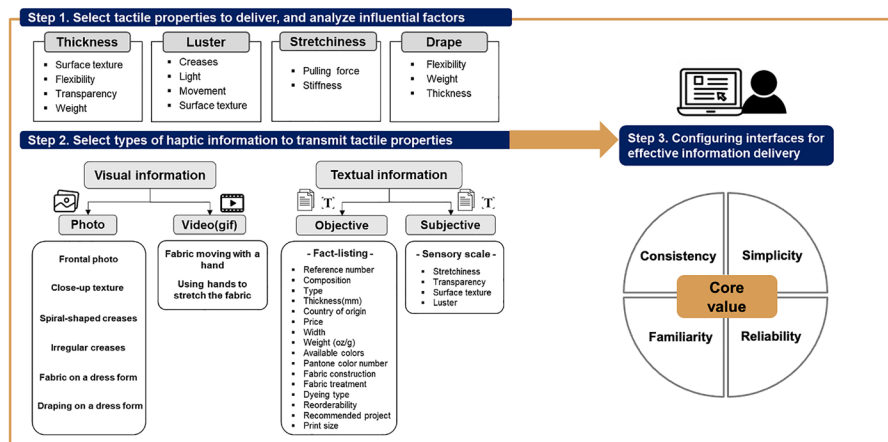 Step 1. Select tactile properties to deliver, and analyze influential factors
Thickness
▪ Surface texture
▪ Flexibility
▪ Transparency
▪ Weight
Luster
▪ Creases
▪ Light
▪ Movement
▪ Surface texture
Stretchiness
▪ Pulling force
▪ Stiffness
Drape
▪ Flexibility
▪ Weight
▪ Thickness
Step 2. Select types of haptic information to transmit tactile properties
Visual information
Photo
Frontal photo
Close-up texture
Spiral-shaped creases
Irregular creases
Fabric on a dress form
Draping on a dress form
Video(gif)
Fabric moving with a
hand
Using hands to
stretch the fabric
Textual information
[T]
Objective
- Fact-listing -
▪ Reference number
▪ Composition
▪ Type
▪ Thickness(mm)
▪ Country of origin
▪ Price
▪ Width
▪ Weight (oz/g)
▪ Available colors
▪ Pantone color number
▪ Fabric construction
▪ Fabric treatment
▪ Dyeing type
▪ Reorderability
▪ Recommended project
▪ Print size
[T]
Subjective
- Sensory scale -
▪ Stretchiness
▪ Transparency
▪ Surface texture
▪ Luster
Step 3. Configuring interfaces for
effective information delivery
Consistency
Simplicity
Core
value
Familiarity
Reliability